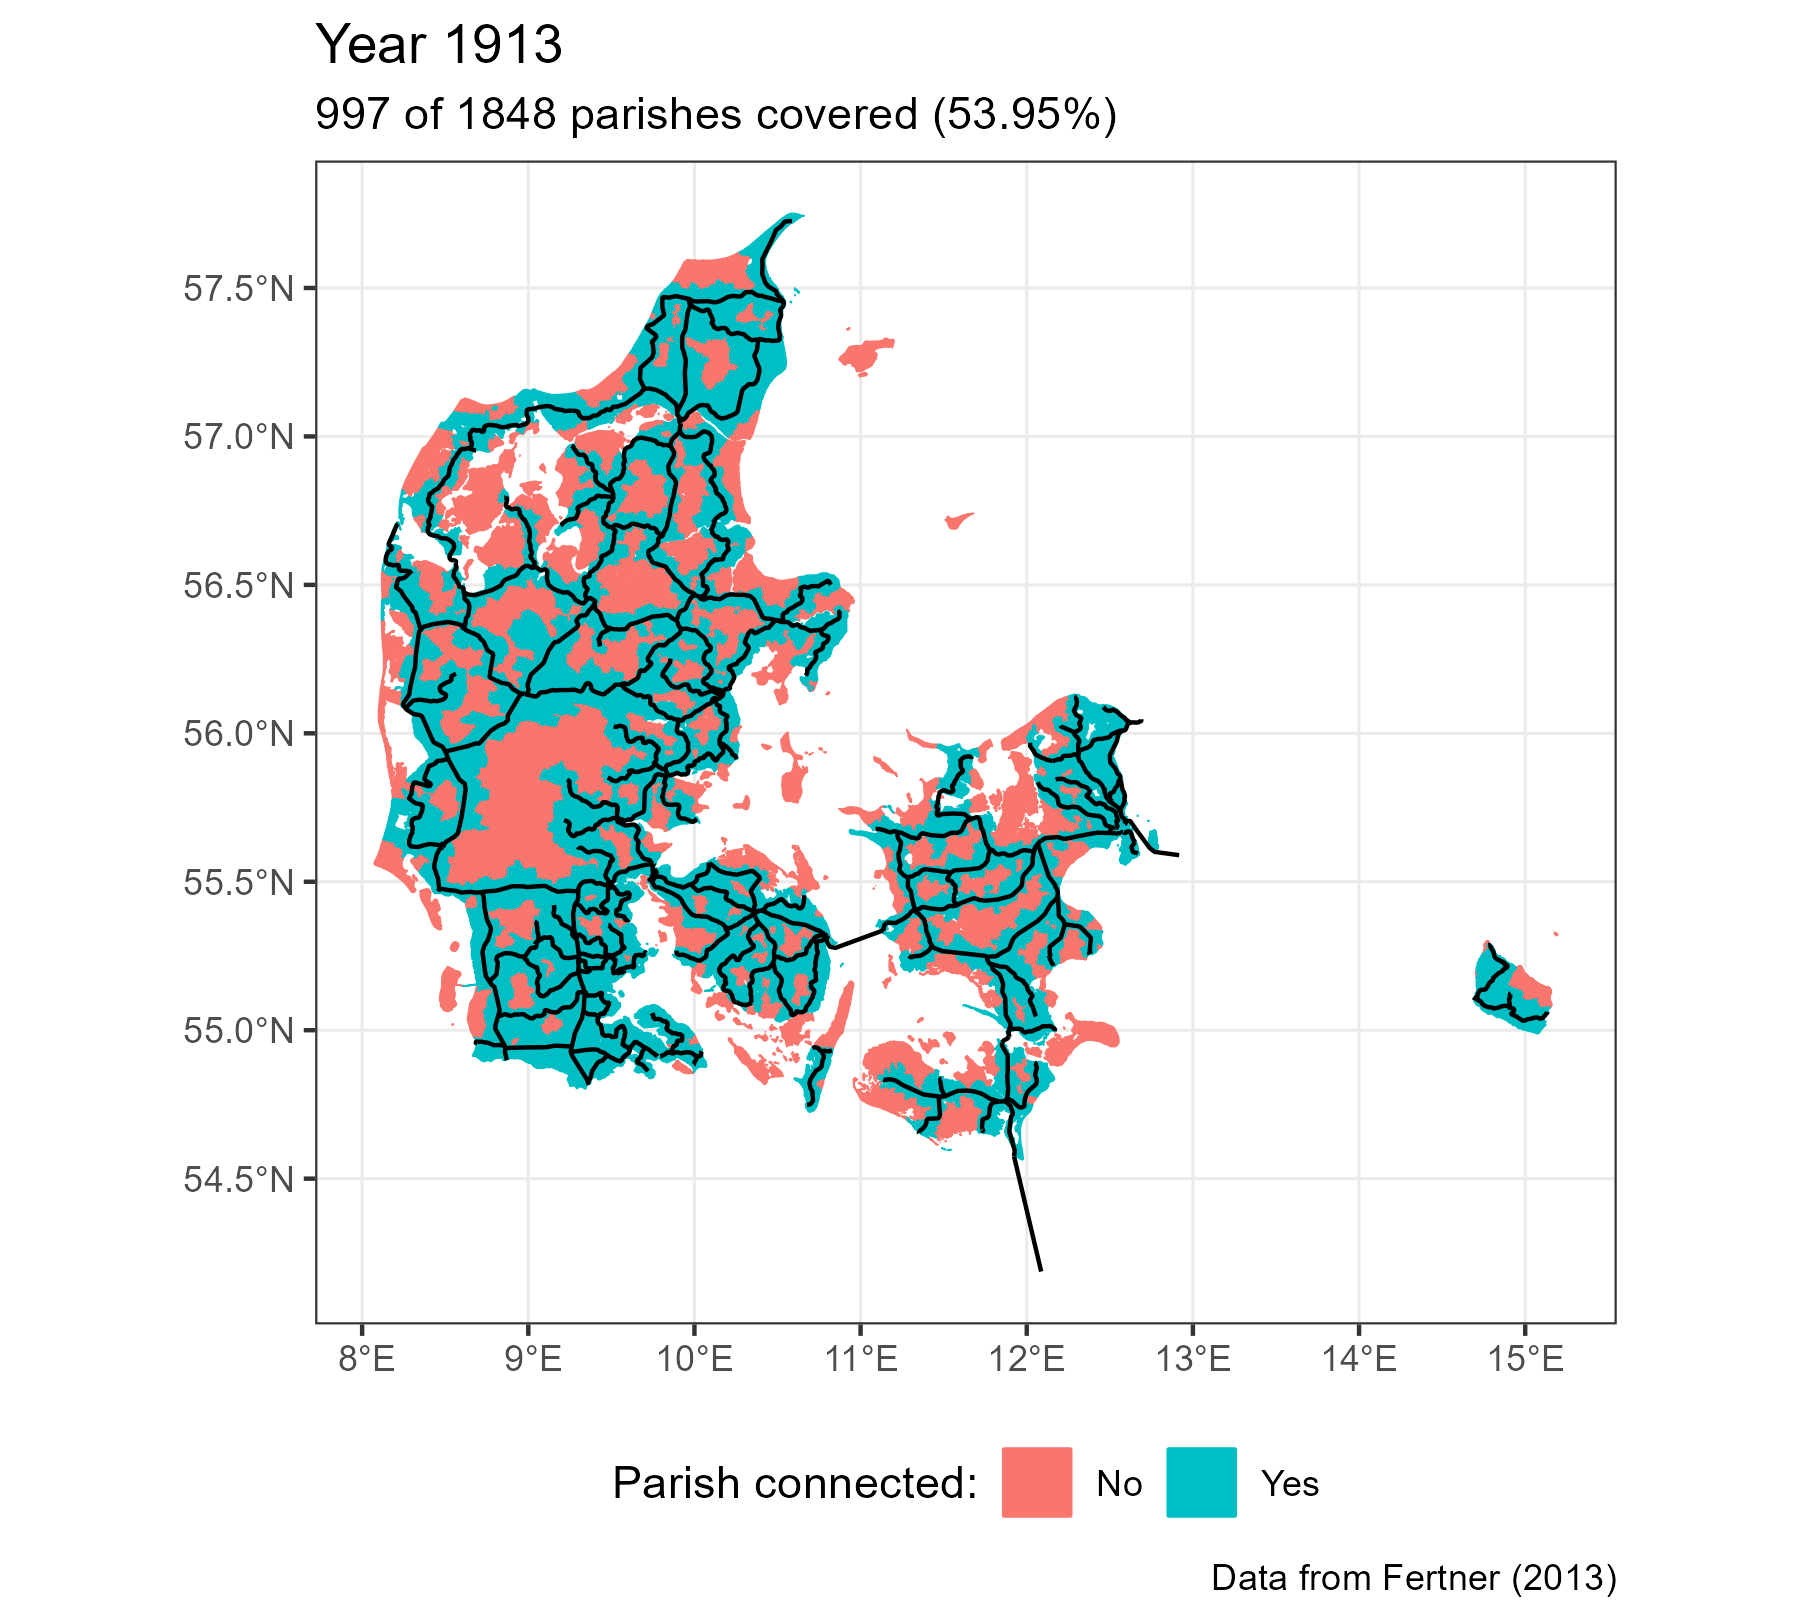 Year 1913
997 of 1848 parishes covered (53.95%)
57.5°N
57.0°N
56.5°N
56.0°N
55.5°N
55.0°N
54.5°N
8°E 9°E 10°E 11°E 12°E 13°E 14°E 15°E
Parish connected: No Yes
Data from Fertner (2013)